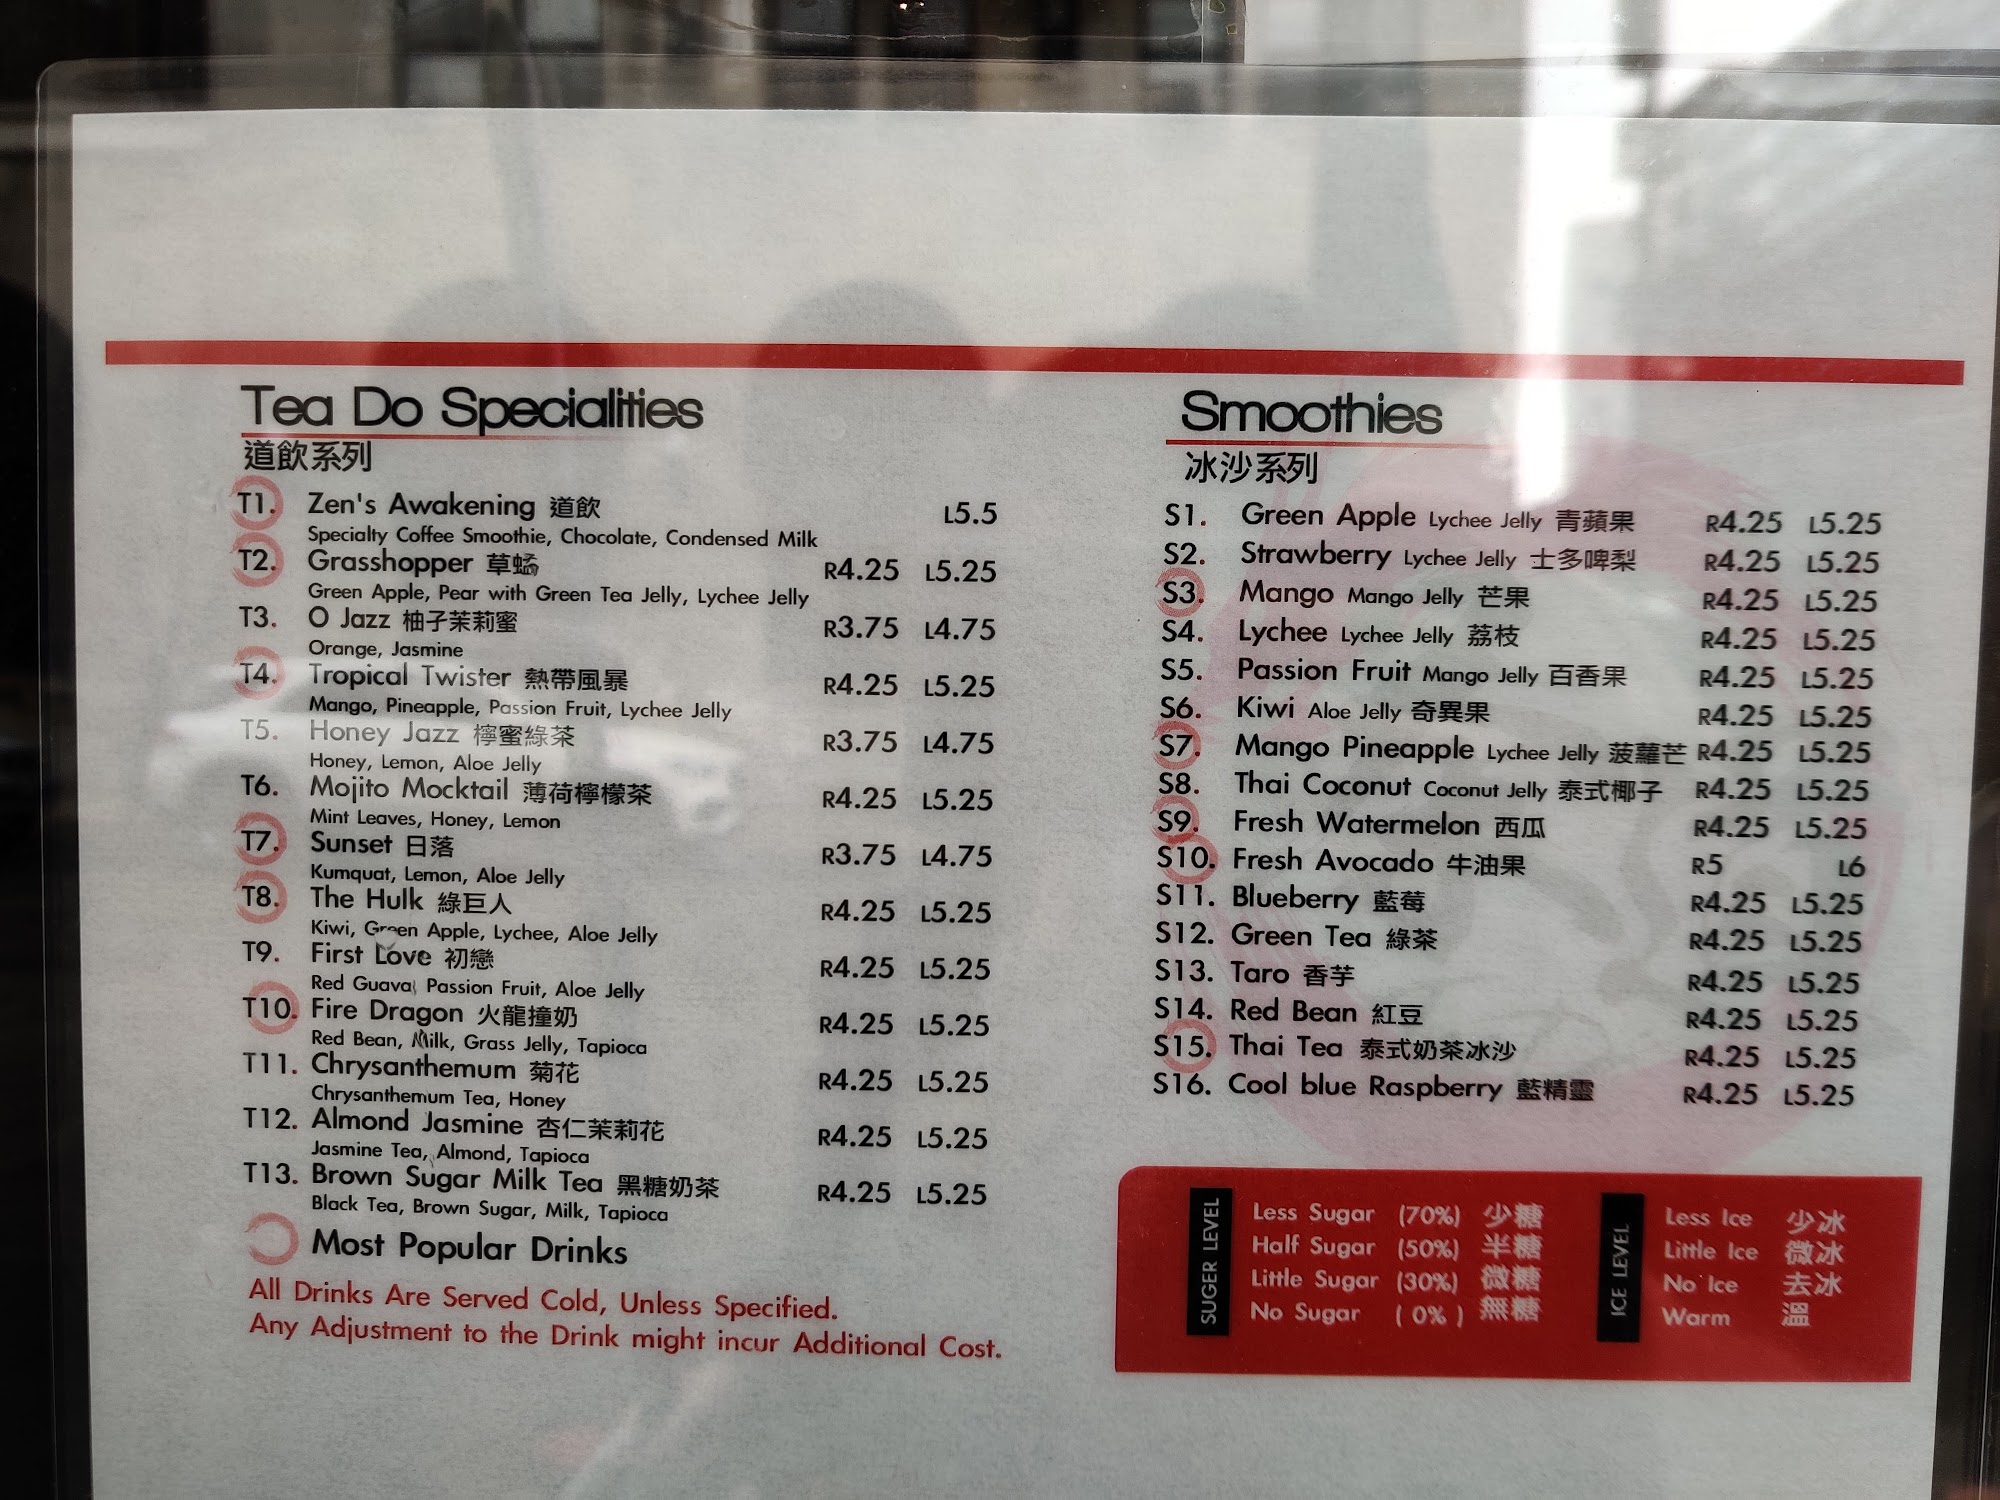 Tea Do Specialities
道飲系列
T1. Zen's Awakening 道飲 L5.5
Specialty Coffee Smoothie, Chocolate, Condensed Milk
T2. Grasshopper 草蜢 R4.25 L5.25
Green Apple, Pear with Green Tea Jelly, Lychee Jelly
T3. O Jazz 柚子茉莉蜜 R3.75 L4.75
Orange, Jasmine
T4. Tropical Twister 熱帶風暴 R4.25 L5.25
Mango, Pineapple, Passion Fruit, Lychee Jelly
T5. Honey Jazz 檸蜜綠茶 R3.75 L4.75
Honey, Lemon, Aloe Jelly
T6. Mojito Mocktail 薄荷檸檬茶 R4.25 L5.25
Mint Leaves, Honey, Lemon
T7. Sunset 日落 R3.75 L4.75
Kumquat, Lemon, Aloe Jelly
T8. The Hulk 綠巨人 R4.25 L5.25
Kiwi, Green Apple, Lychee, Aloe Jelly
T9. First Love 初戀 R4.25 L5.25
Red Guava, Passion Fruit, Aloe Jelly
T10. Fire Dragon 火龍撞奶 R4.25 L5.25
Red Bean, Milk, Grass Jelly, Tapioca
T11. Chrysanthemum 菊花 R4.25 L5.25
Chrysanthemum Tea, Honey
T12. Almond Jasmine 杏仁茉莉花 R4.25 L5.25
Jasmine Tea, Almond, Tapioca
T13. Brown Sugar Milk Tea 黑糖奶茶 R4.25 L5.25
Black Tea, Brown Sugar, Milk, Tapioca
Most Popular Drinks
All Drinks Are Served Cold, Unless Specified.
Any Adjustment to the Drink might incur Additional Cost.
Smoothies
冰沙系列
S1. Green Apple Lychee Jelly 青蘋果 R4.25 L5.25
S2. Strawberry Lychee Jelly 士多啤梨 R4.25 L5.25
S3. Mango Mango Jelly 芒果 R4.25 L5.25
S4. Lychee Lychee Jelly 荔枝 R4.25 L5.25
S5. Passion Fruit Mango Jelly 百香果 R4.25 L5.25
S6. Kiwi Aloe Jelly 奇異果 R4.25 L5.25
S7. Mango Pineapple Lychee Jelly 菠蘿芒 R4.25 L5.25
S8. Thai Coconut Coconut Jelly 泰式椰子 R4.25 L5.25
S9. Fresh Watermelon 西瓜 R4.25 L5.25
S10. Fresh Avocado 牛油果 R5 L6
S11. Blueberry 藍莓 R4.25 L5.25
S12. Green Tea 綠茶 R4.25 L5.25
S13. Taro 香芋 R4.25 L5.25
S14. Red Bean 紅豆 R4.25 L5.25
S15. Thai Tea 泰式奶茶冰沙 R4.25 L5.25
S16. Cool blue Raspberry 藍精靈 R4.25 L5.25
SUGER LEVEL
Less Sugar (70%) 少糖
Half Sugar (50%) 半糖
Little Sugar (30%) 微糖
No Sugar ( 0% ) 無糖
ICE LEVEL
Less Ice 少冰
Little Ice 微冰
No Ice 去冰
Warm 溫